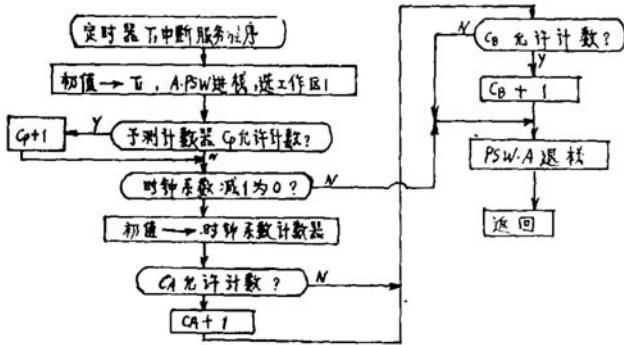 定时器 T₀中断服务程序
初值→T₀, A.PSW进栈,选工作区1
予测计数器 Cp允许计数?
Y
Cp+1
N
时钟系数减1为0?
N
初值→时钟系数计数器
CA允许计数?
N
CA+1
CB 允许计数?
N
Y
CB+1
PSW.A 退栈
返回